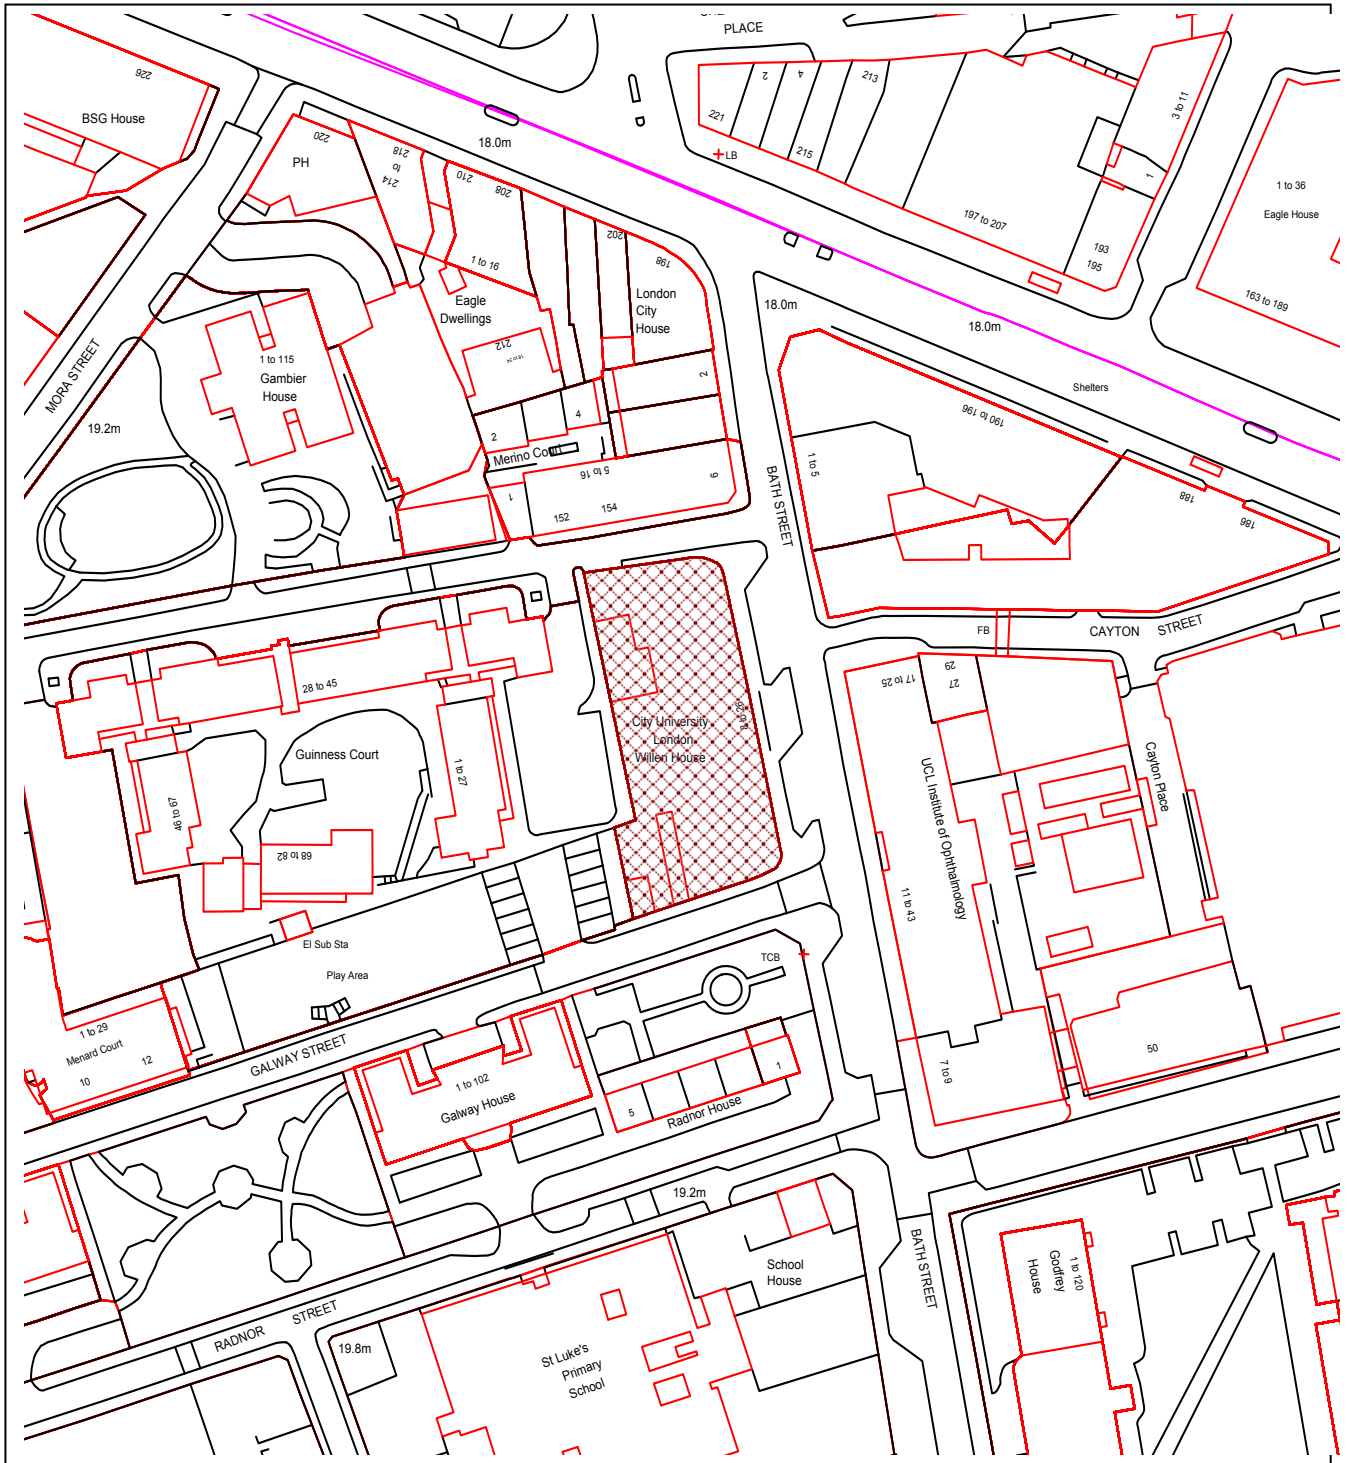 PLACE
226
BSG House
220
PH
218
to
214
18.0m
210
208
202
198
221
2
4
213
215
LB
3 to 11
1
197 to 207
193
195
1 to 36
Eagle House
163 to 189
1 to 16
Eagle
Dwellings
London
City
House
18.0m
18.0m
Shelters
MORA STREET
1 to 115
Gambier
House
212
2
19.2m
2
4
Merino Court
5 to 16
1
152
154
6
BATH STREET
1 to 5
190 to 196
188
186
FB
CAYTON STREET
28 to 45
Guinness Court
1 to 27
46 to 67
68 to 82
City University
London
Willen House
17 to 25
29
27
UCL Institute of Ophthalmology
11 to 43
Cayton Place
El Sub Sta
Play Area
TCB
1 to 29
Menard Court
10
12
GALWAY STREET
1 to 102
Galway House
5
Radnor House
1
7 to 9
50
19.2m
School
House
BATH STREET
1 to 120
Godfrey
House
RADNOR STREET
19.8m
St Luke's
Primary
School